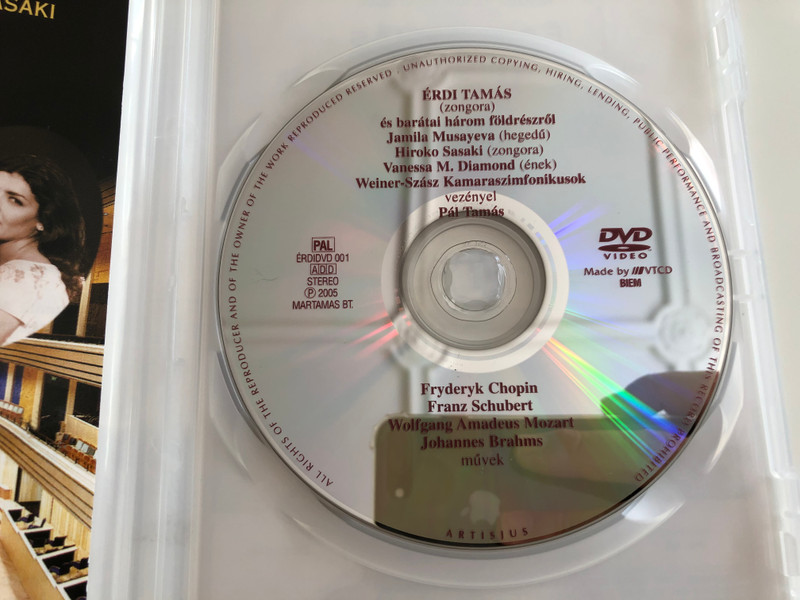 ASAKI
ALL RIGHTS OF THE REPRODUCER AND OF THE OWNER OF THE WORK REPRODUCED RESERVED · UNAUTHORIZED COPYING, HIRING, LENDING, PUBLIC PERFORMANCE AND BROADCASTING OF THIS RECORD PROHIBITED
ÉRDI TAMÁS
(zongora)
és barátai három földrészről
Jamila Musayeva (hegedű)
Hiroko Sasaki (zongora)
Vanessa M. Diamond (ének)
Weiner-Szász Kamaraszimfonikusok
vezényel
Pál Tamás
PAL
ÉRDIDVD 001
ADD
STEREO
℗ 2005
MARTAMAS BT.
DVD
VIDEO
Made by VTCD
BIEM
Fryderyk Chopin
Franz Schubert
Wolfgang Amadeus Mozart
Johannes Brahms
művek
ARTISJUS